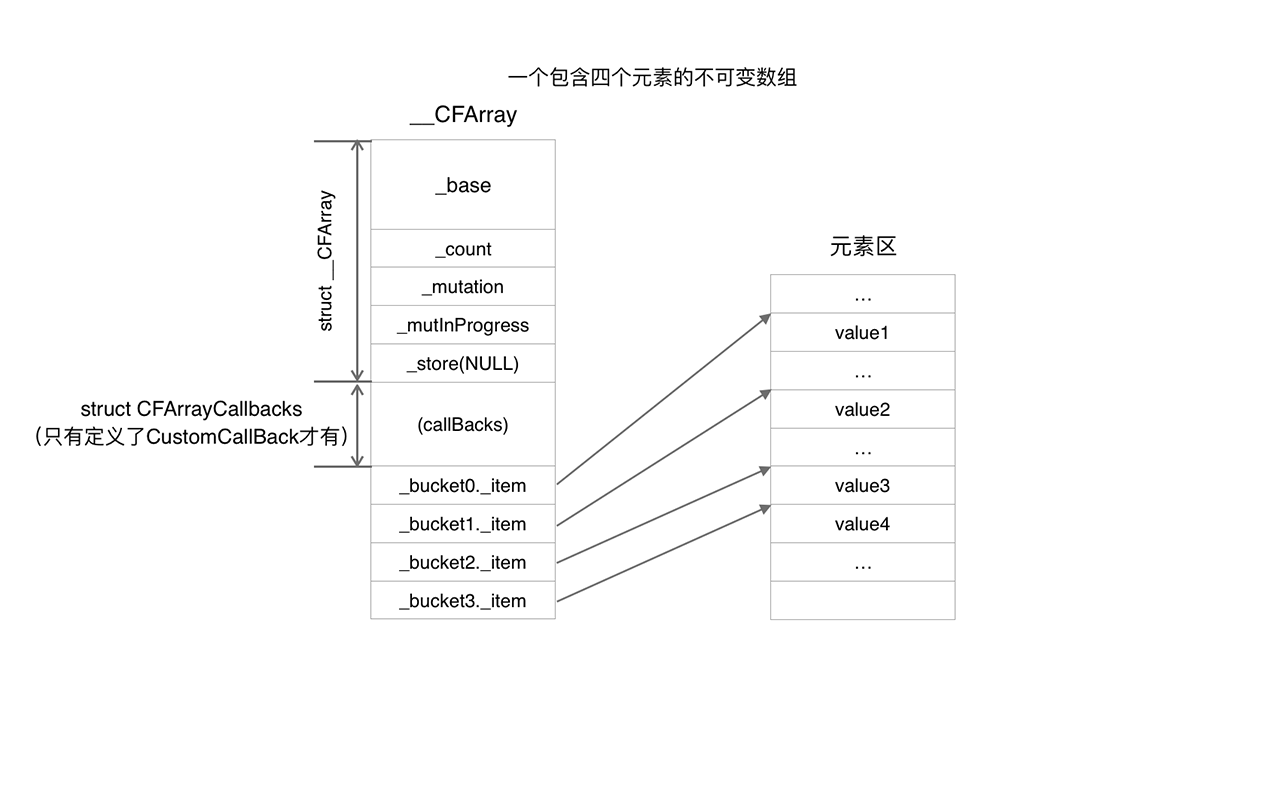 一个包含四个元素的不可变数组
__CFArray
struct __CFArray
_base
_count
_mutation
_mutInProgress
_store(NULL)
struct CFArrayCallbacks
（只有定义了CustomCallBack才有）
(callBacks)
_bucket0._item
_bucket1._item
_bucket2._item
_bucket3._item
元素区
...
value1
...
value2
...
value3
value4
...